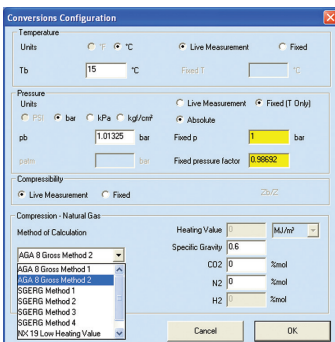 Conversions Configuration
Temperature
Units °F °C Live Measurement Fixed
Tb 15 °C Fixed T °C
Pressure
Units Live Measurement Fixed (T Only)
PSI bar kPa kgf/cm² Absolute
pb 1.01325 bar Fixed p 1 bar
patm bar Fixed pressure factor 0.98692
Compressibility
Live Measurement Fixed Zb/Z
Compression - Natural Gas
Method of Calculation Heating Value 0 MJ/m³
Specific Gravity 0.6
AGA 8 Gross Method 2 CO2 0 %mol
AGA 8 Gross Method 1
AGA 8 Gross Method 2 N2 0 %mol
SGERG Method 1
SGERG Method 2 H2 0 %mol
SGERG Method 3
SGERG Method 4
NX 19 Low Heating Value Cancel OK